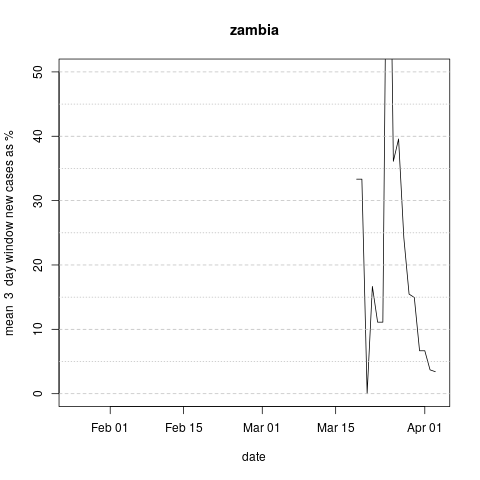 zambia
mean  3  day window new cases as %
50
40
30
20
10
0
Feb 01
Feb 15
Mar 01
Mar 15
Apr 01
date